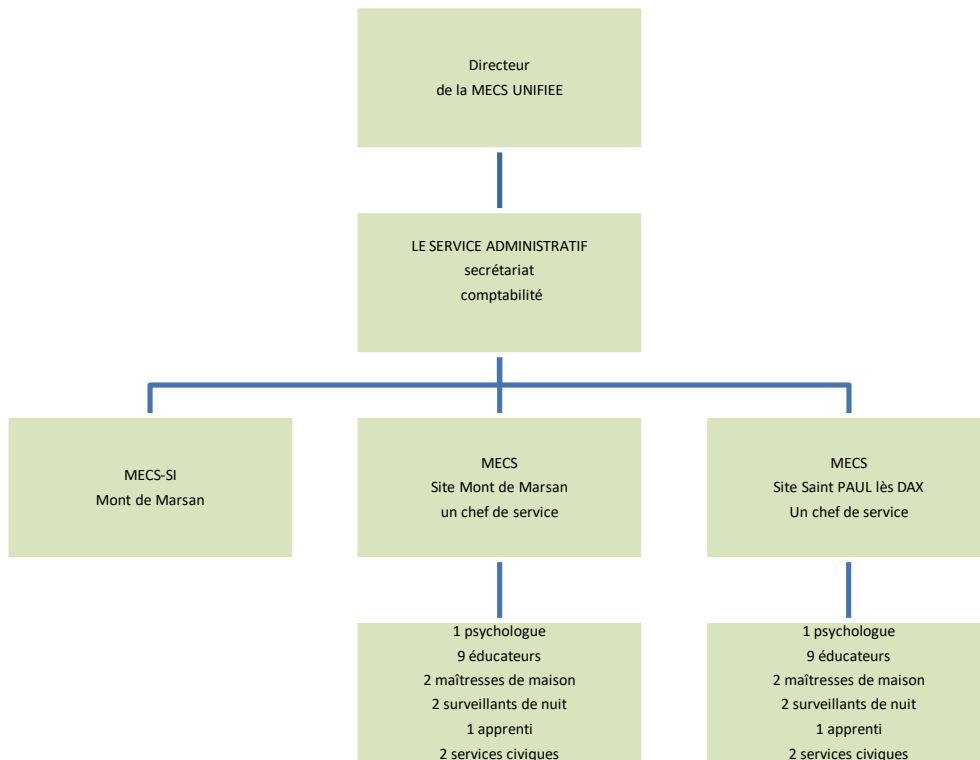 Directeur
de la MECS UNIFIEE
LE SERVICE ADMINISTRATIF
secrétariat
comptabilité
MECS-SI
Mont de Marsan
MECS
Site Mont de Marsan
un chef de service
MECS
Site Saint PAUL lès DAX
Un chef de service
1 psychologue
9 éducateurs
2 maîtresses de maison
2 surveillants de nuit
1 apprenti
2 services civiques
1 psychologue
9 éducateurs
2 maîtresses de maison
2 surveillants de nuit
1 apprenti
2 services civiques